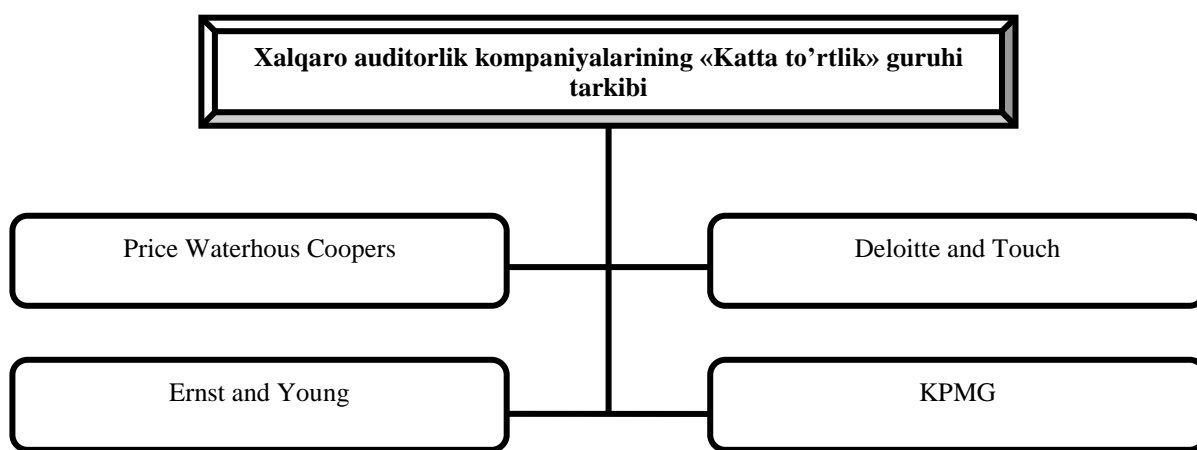 Xalqaro auditorlik kompaniyalarining «Katta to’rtlik» guruhi
tarkibi
Price Waterhous Coopers
Deloitte and Touch
Ernst and Young
KPMG